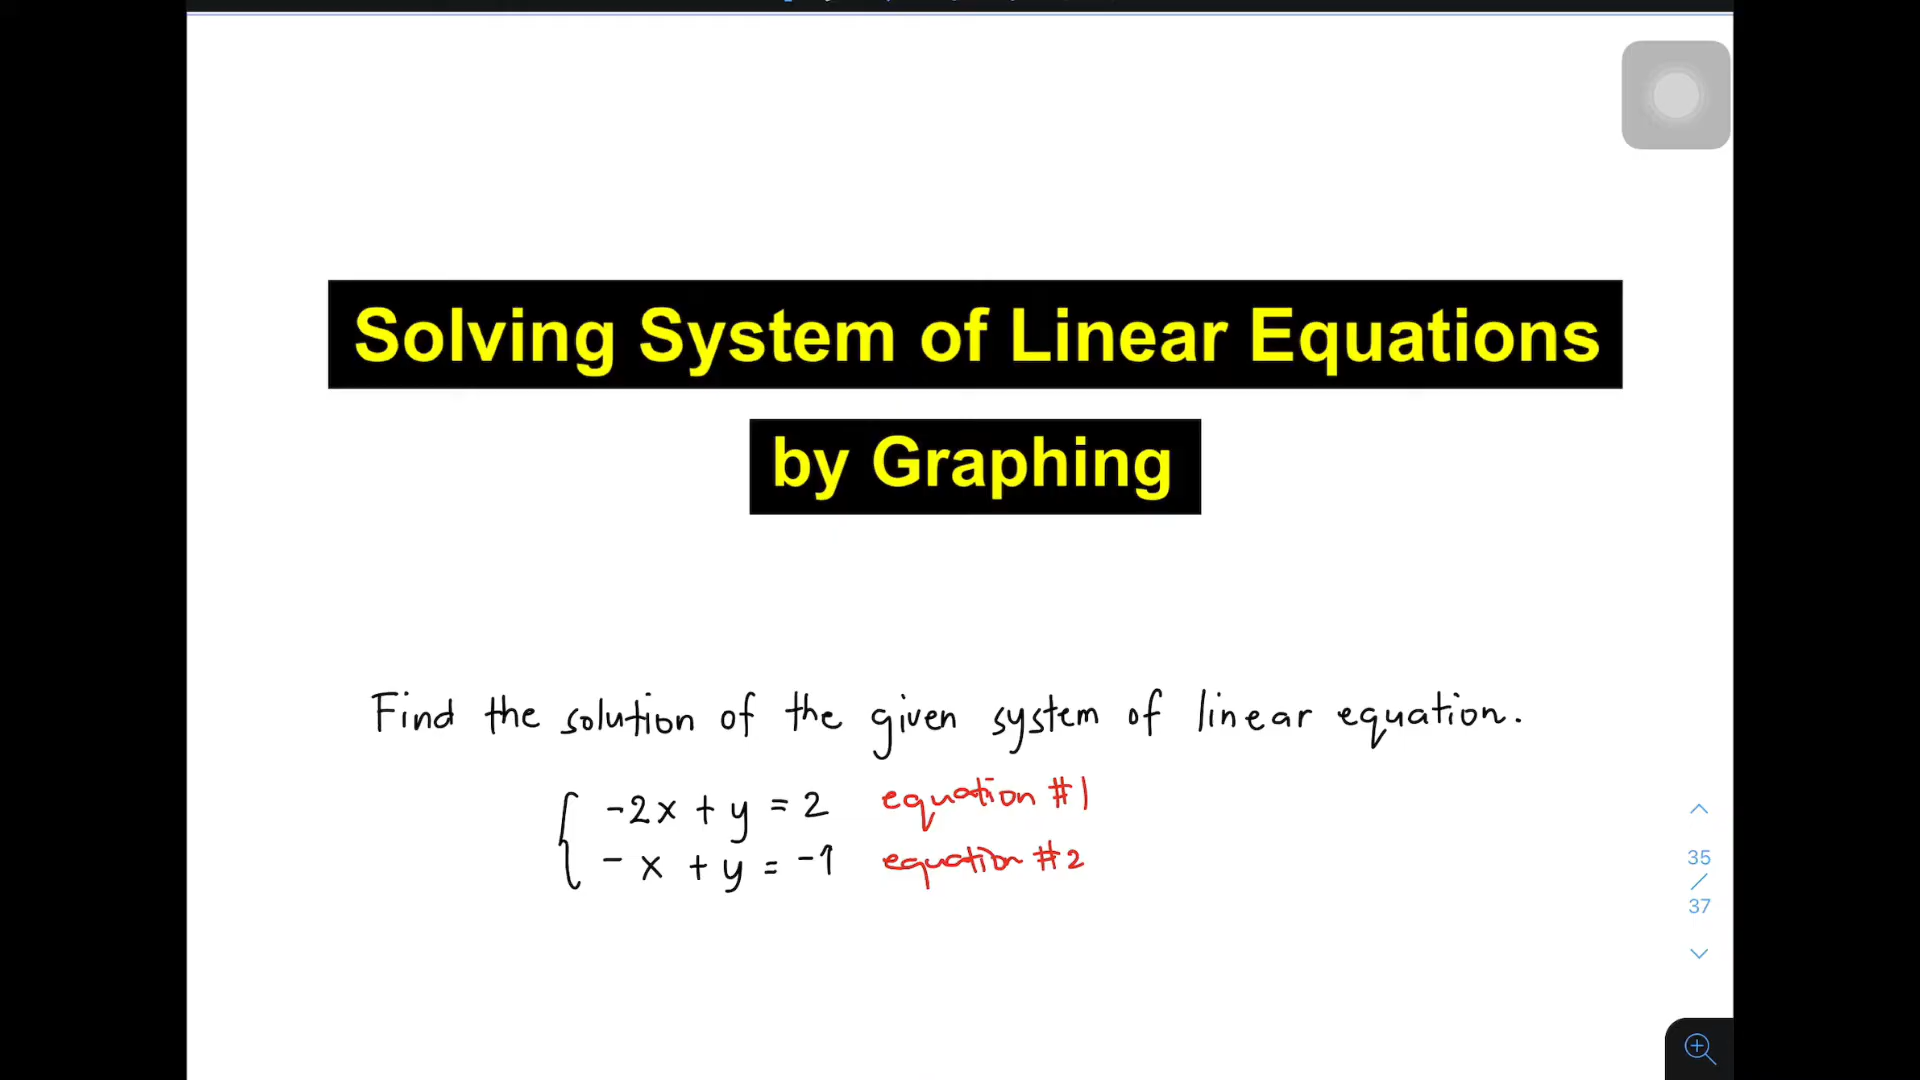 Solving System of Linear Equations
by Graphing
Find the solution of the given system of linear equation.
-2x + y = 2 equation #1
- x + y = -1 equation #2
35
/
37